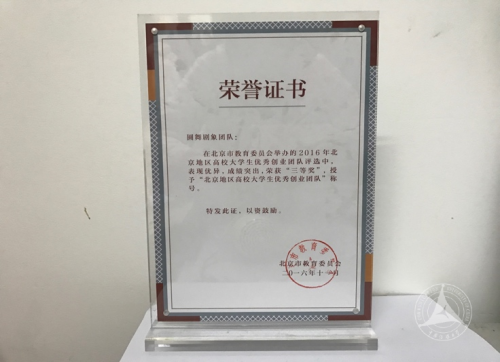 荣誉证书
圆舞剧象团队：
在北京市教育委员会举办的2016年北
京地区高校大学生优秀创业团队评选中，
表现优异，成绩突出，荣获“三等奖”，授
予“北京地区高校大学生优秀创业团队”称
号。
特发此证，以资鼓励。
北京市教育委员会
二〇一六年十一月